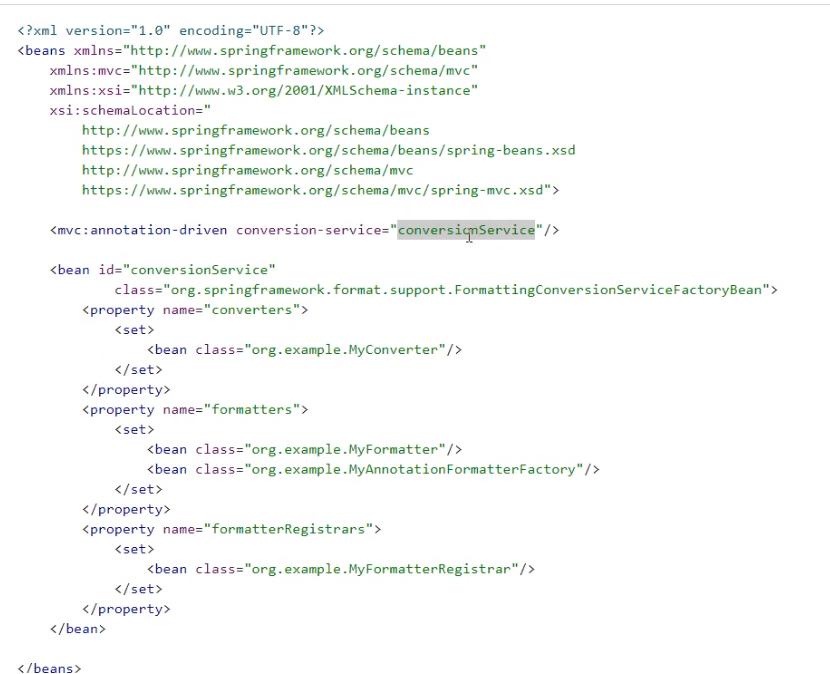 <?xml version="1.0" encoding="UTF-8"?>
<beans xmlns="http://www.springframework.org/schema/beans"
    xmlns:mvc="http://www.springframework.org/schema/mvc"
    xmlns:xsi="http://www.w3.org/2001/XMLSchema-instance"
    xsi:schemaLocation="
        http://www.springframework.org/schema/beans
        https://www.springframework.org/schema/beans/spring-beans.xsd
        http://www.springframework.org/schema/mvc
        https://www.springframework.org/schema/mvc/spring-mvc.xsd">

    <mvc:annotation-driven conversion-service="conversionService"/>

    <bean id="conversionService"
            class="org.springframework.format.support.FormattingConversionServiceFactoryBean">
        <property name="converters">
            <set>
                <bean class="org.example.MyConverter"/>
            </set>
        </property>
        <property name="formatters">
            <set>
                <bean class="org.example.MyFormatter"/>
                <bean class="org.example.MyAnnotationFormatterFactory"/>
            </set>
        </property>
        <property name="formatterRegistrars">
            <set>
                <bean class="org.example.MyFormatterRegistrar"/>
            </set>
        </property>
    </bean>

</beans>